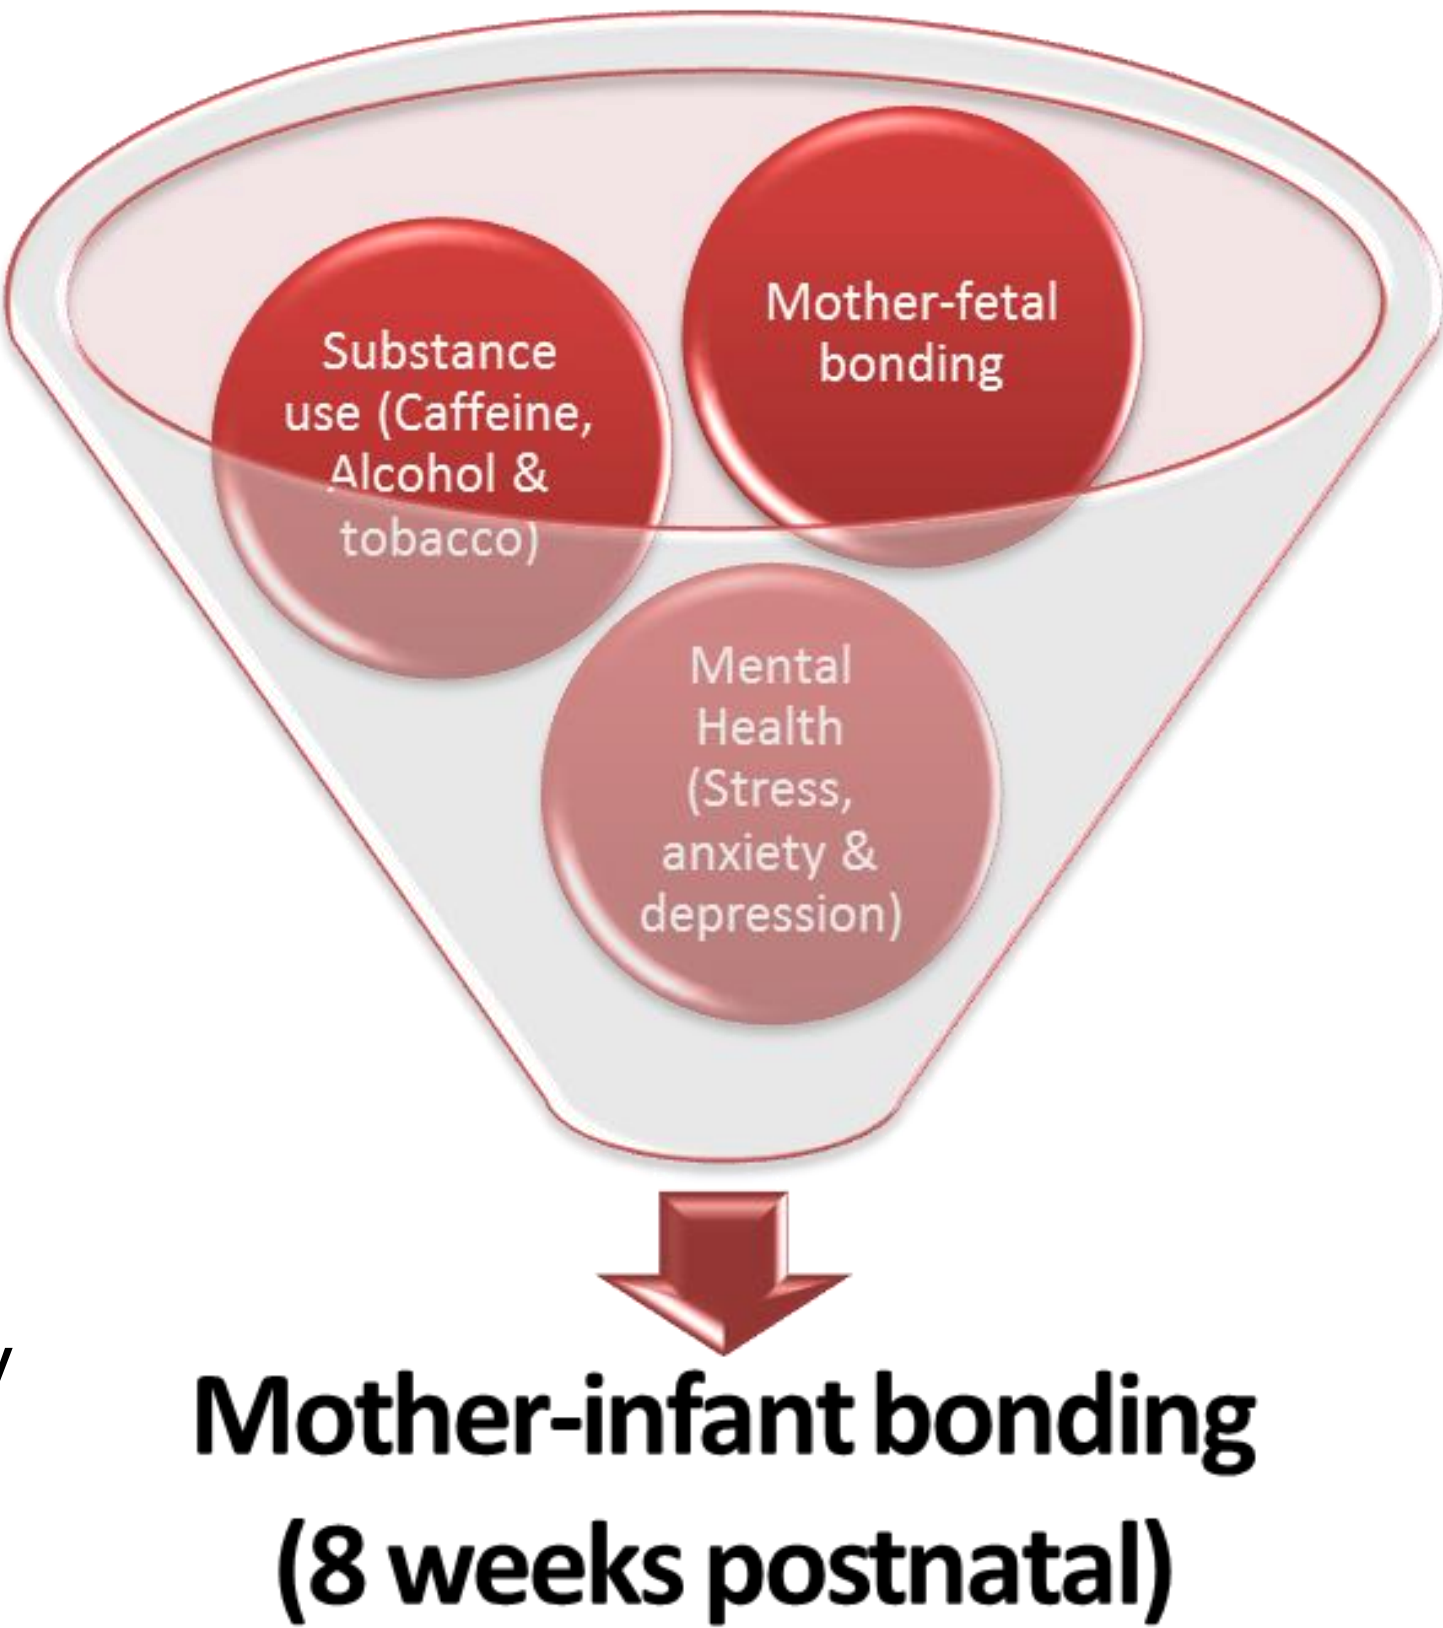 Mother-fetal
bonding
Substance
use (Caffeine,
Alcohol &
tobacco)
Mental
Health
(Stress,
anxiety &
depression)
y
Mother-infant bonding
(8 weeks postnatal)